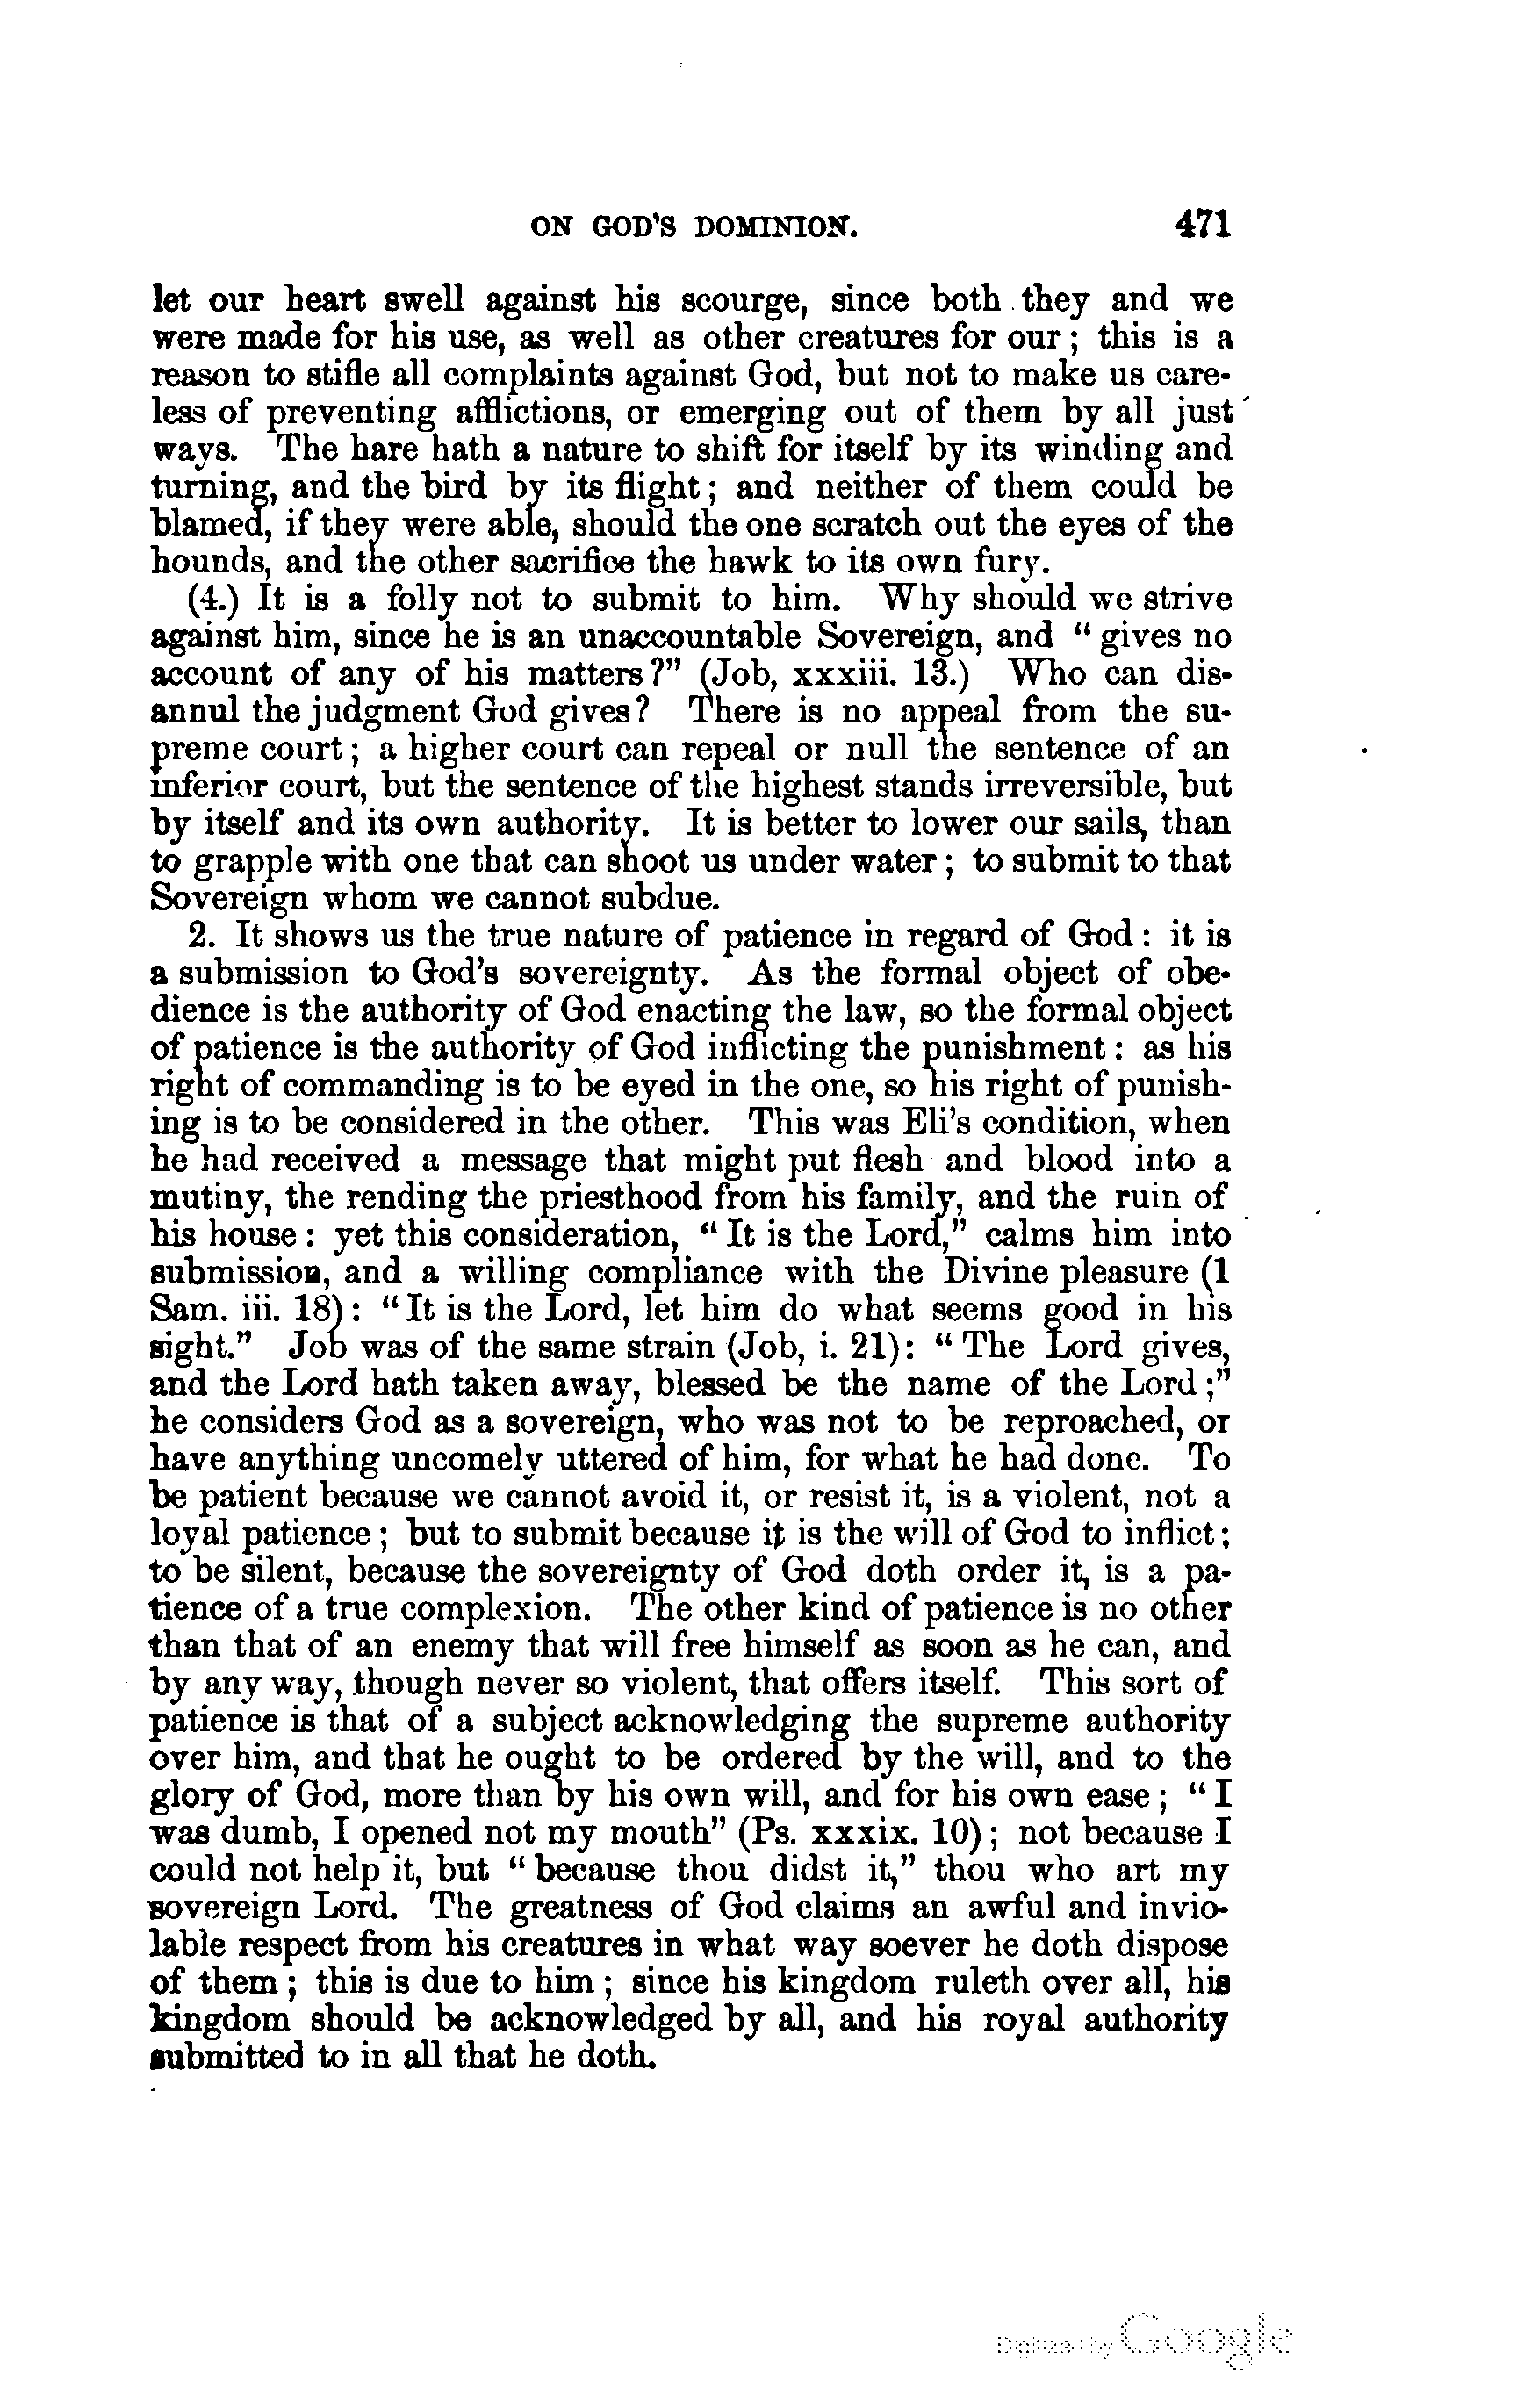 ON GOD'S DOMINION. 471
let our heart swell against his scourge, since both they and we
were made for his use, as well as other creatures for our; this is a
reason to stifle all complaints against God, but not to make us care-
less of preventing afflictions, or emerging out of them by all just
ways. The hare hath a nature to shift for itself by its winding and
turning, and the bird by its flight; and neither of them could be
blamed, if they were able, should the one scratch out the eyes of the
hounds, and the other sacrifice the hawk to its own fury.
(4.) It is a folly not to submit to him. Why should we strive
against him, since he is an unaccountable Sovereign, and "gives no
account of any of his matters?" (Job, xxxiii. 13.) Who can dis-
annul the judgment God gives? There is no appeal from the su-
preme court; a higher court can repeal or null the sentence of an
inferior court, but the sentence of the highest stands irreversible, but
by itself and its own authority. It is better to lower our sails, than
to grapple with one that can shoot us under water; to submit to that
Sovereign whom we cannot subdue.
2. It shows us the true nature of patience in regard of God: it is
a submission to God's sovereignty. As the formal object of obe-
dience is the authority of God enacting the law, so the formal object
of patience is the authority of God inflicting the punishment: as his
right of commanding is to be eyed in the one, so his right of punish-
ing is to be considered in the other. This was Eli's condition, when
he had received a message that might put flesh and blood into a
mutiny, the rending the priesthood from his family, and the ruin of
his house: yet this consideration, "It is the Lord," calms him into
submission, and a willing compliance with the Divine pleasure (1
Sam. iii. 18): "It is the Lord, let him do what seems good in his
sight." Job was of the same strain (Job, i. 21): "The Lord gives,
and the Lord hath taken away, blessed be the name of the Lord;"
he considers God as a sovereign, who was not to be reproached, or
have anything uncomely uttered of him, for what he had done. To
be patient because we cannot avoid it, or resist it, is a violent, not a
loyal patience; but to submit because it is the will of God to inflict;
to be silent, because the sovereignty of God doth order it, is a pa-
tience of a true complexion. The other kind of patience is no other
than that of an enemy that will free himself as soon as he can, and
by any way, though never so violent, that offers itself. This sort of
patience is that of a subject acknowledging the supreme authority
over him, and that he ought to be ordered by the will, and to the
glory of God, more than by his own will, and for his own ease; "I
was dumb, I opened not my mouth" (Ps. xxxix. 10); not because I
could not help it, but "because thou didst it," thou who art my
sovereign Lord. The greatness of God claims an awful and invio-
lable respect from his creatures in what way soever he doth dispose
of them; this is due to him; since his kingdom ruleth over all, his
kingdom should be acknowledged by all, and his royal authority
submitted to in all that he doth.
Digitized by Google